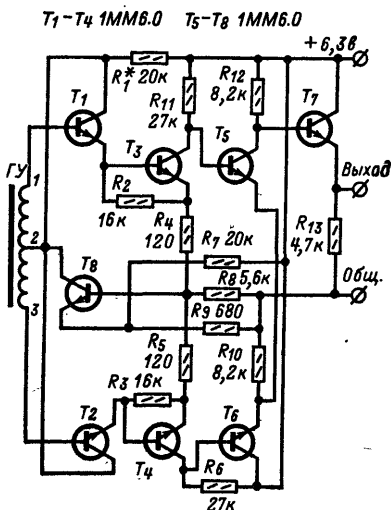 T₁–T₄ 1ММ6.0 T₅–T₈ 1ММ6.0
+6,3в
R₁* 20к
R₁₂
8,2к
T₇
T₁
R₁₁
27к
T₃
T₅
ГУ
1
R₂
16к
Выход
R₄
120
R₁₃
4,7к
R₇ 20к
2
T₈
R₈ 5,6к
Общ.
R₉ 680
3
R₅
120
R₁₀
8,2к
R₃ 16к
T₂
T₆
T₄
R₆
27к